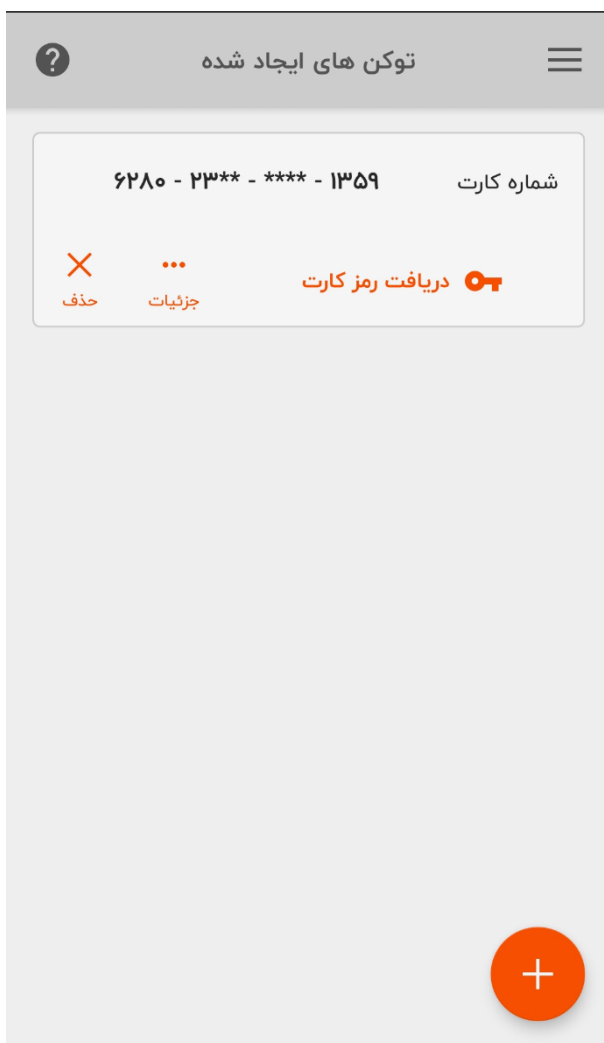 توکن های ایجاد شده
شماره کارت
۶۲۸۰ - ۲۳** - **** - ۱۳۵۹
دریافت رمز کارت
جزئیات
حذف